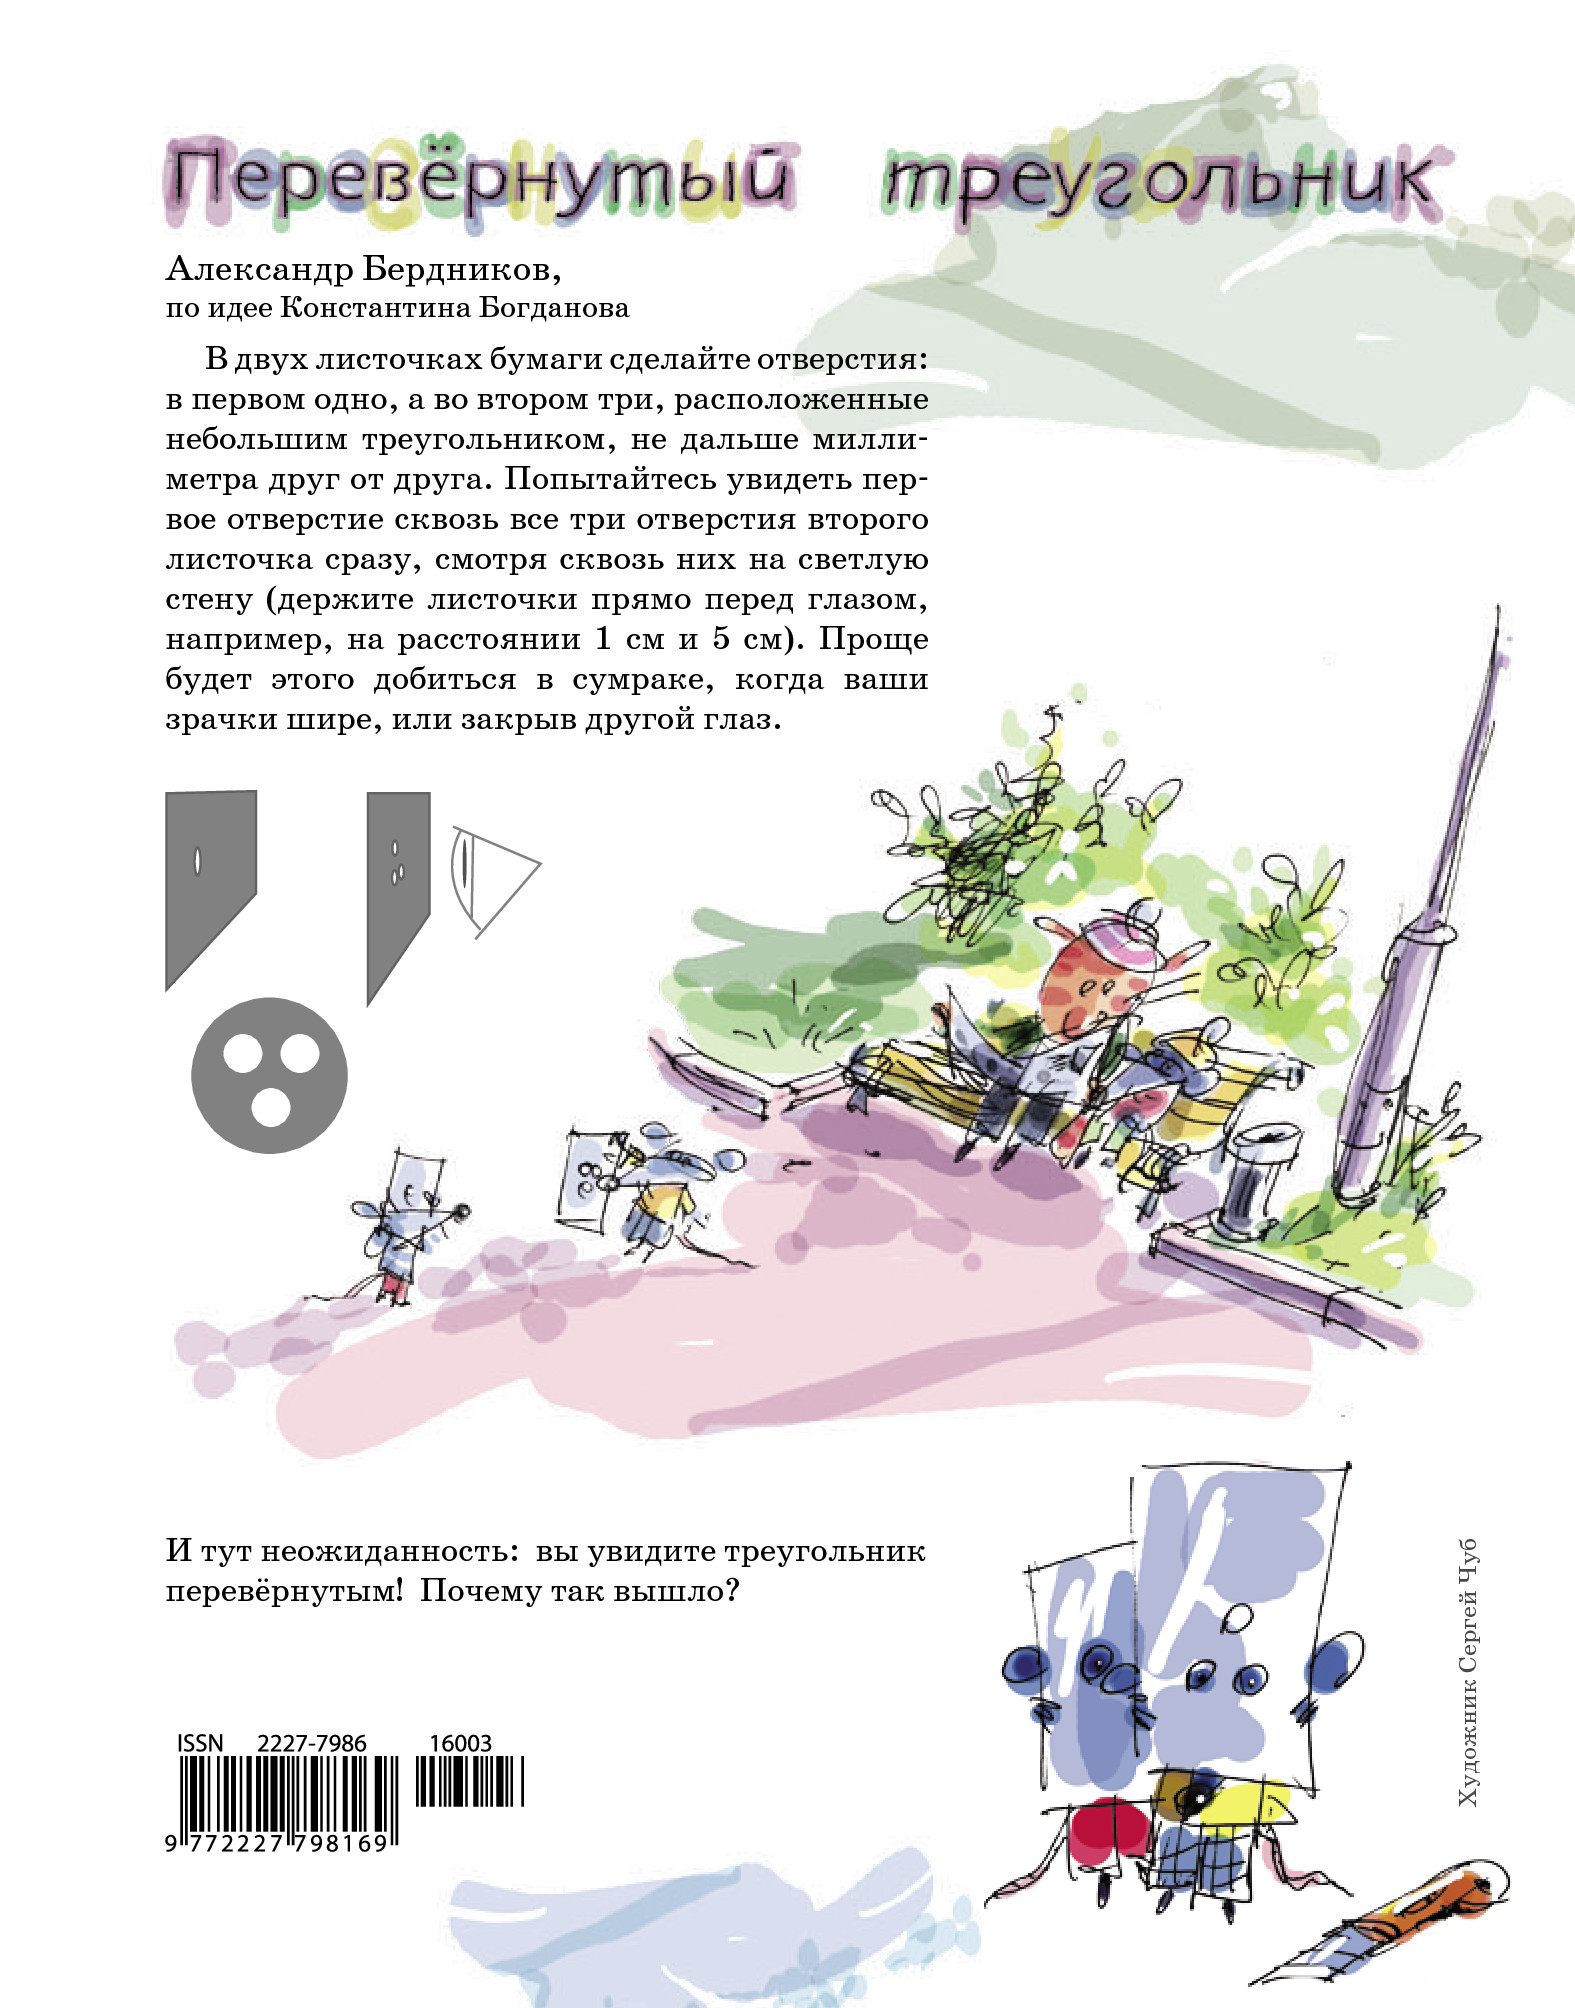 Перевёрнутый треугольник
Александр Бердников,
по идее Константина Богданова
В двух листочках бумаги сделайте отверстия:
в первом одно, а во втором три, расположенные
небольшим треугольником, не дальше милли-
метра друг от друга. Попытайтесь увидеть пер-
вое отверстие сквозь все три отверстия второго
листочка сразу, смотря сквозь них на светлую
стену (держите листочки прямо перед глазом,
например, на расстоянии 1 см и 5 см). Проще
будет этого добиться в сумраке, когда ваши
зрачки шире, или закрыв другой глаз.
И тут неожиданность: вы увидите треугольник
перевёрнутым! Почему так вышло?
Художник Сергей Чуб
ISSN 2227-7986 16003
9 772227 798169